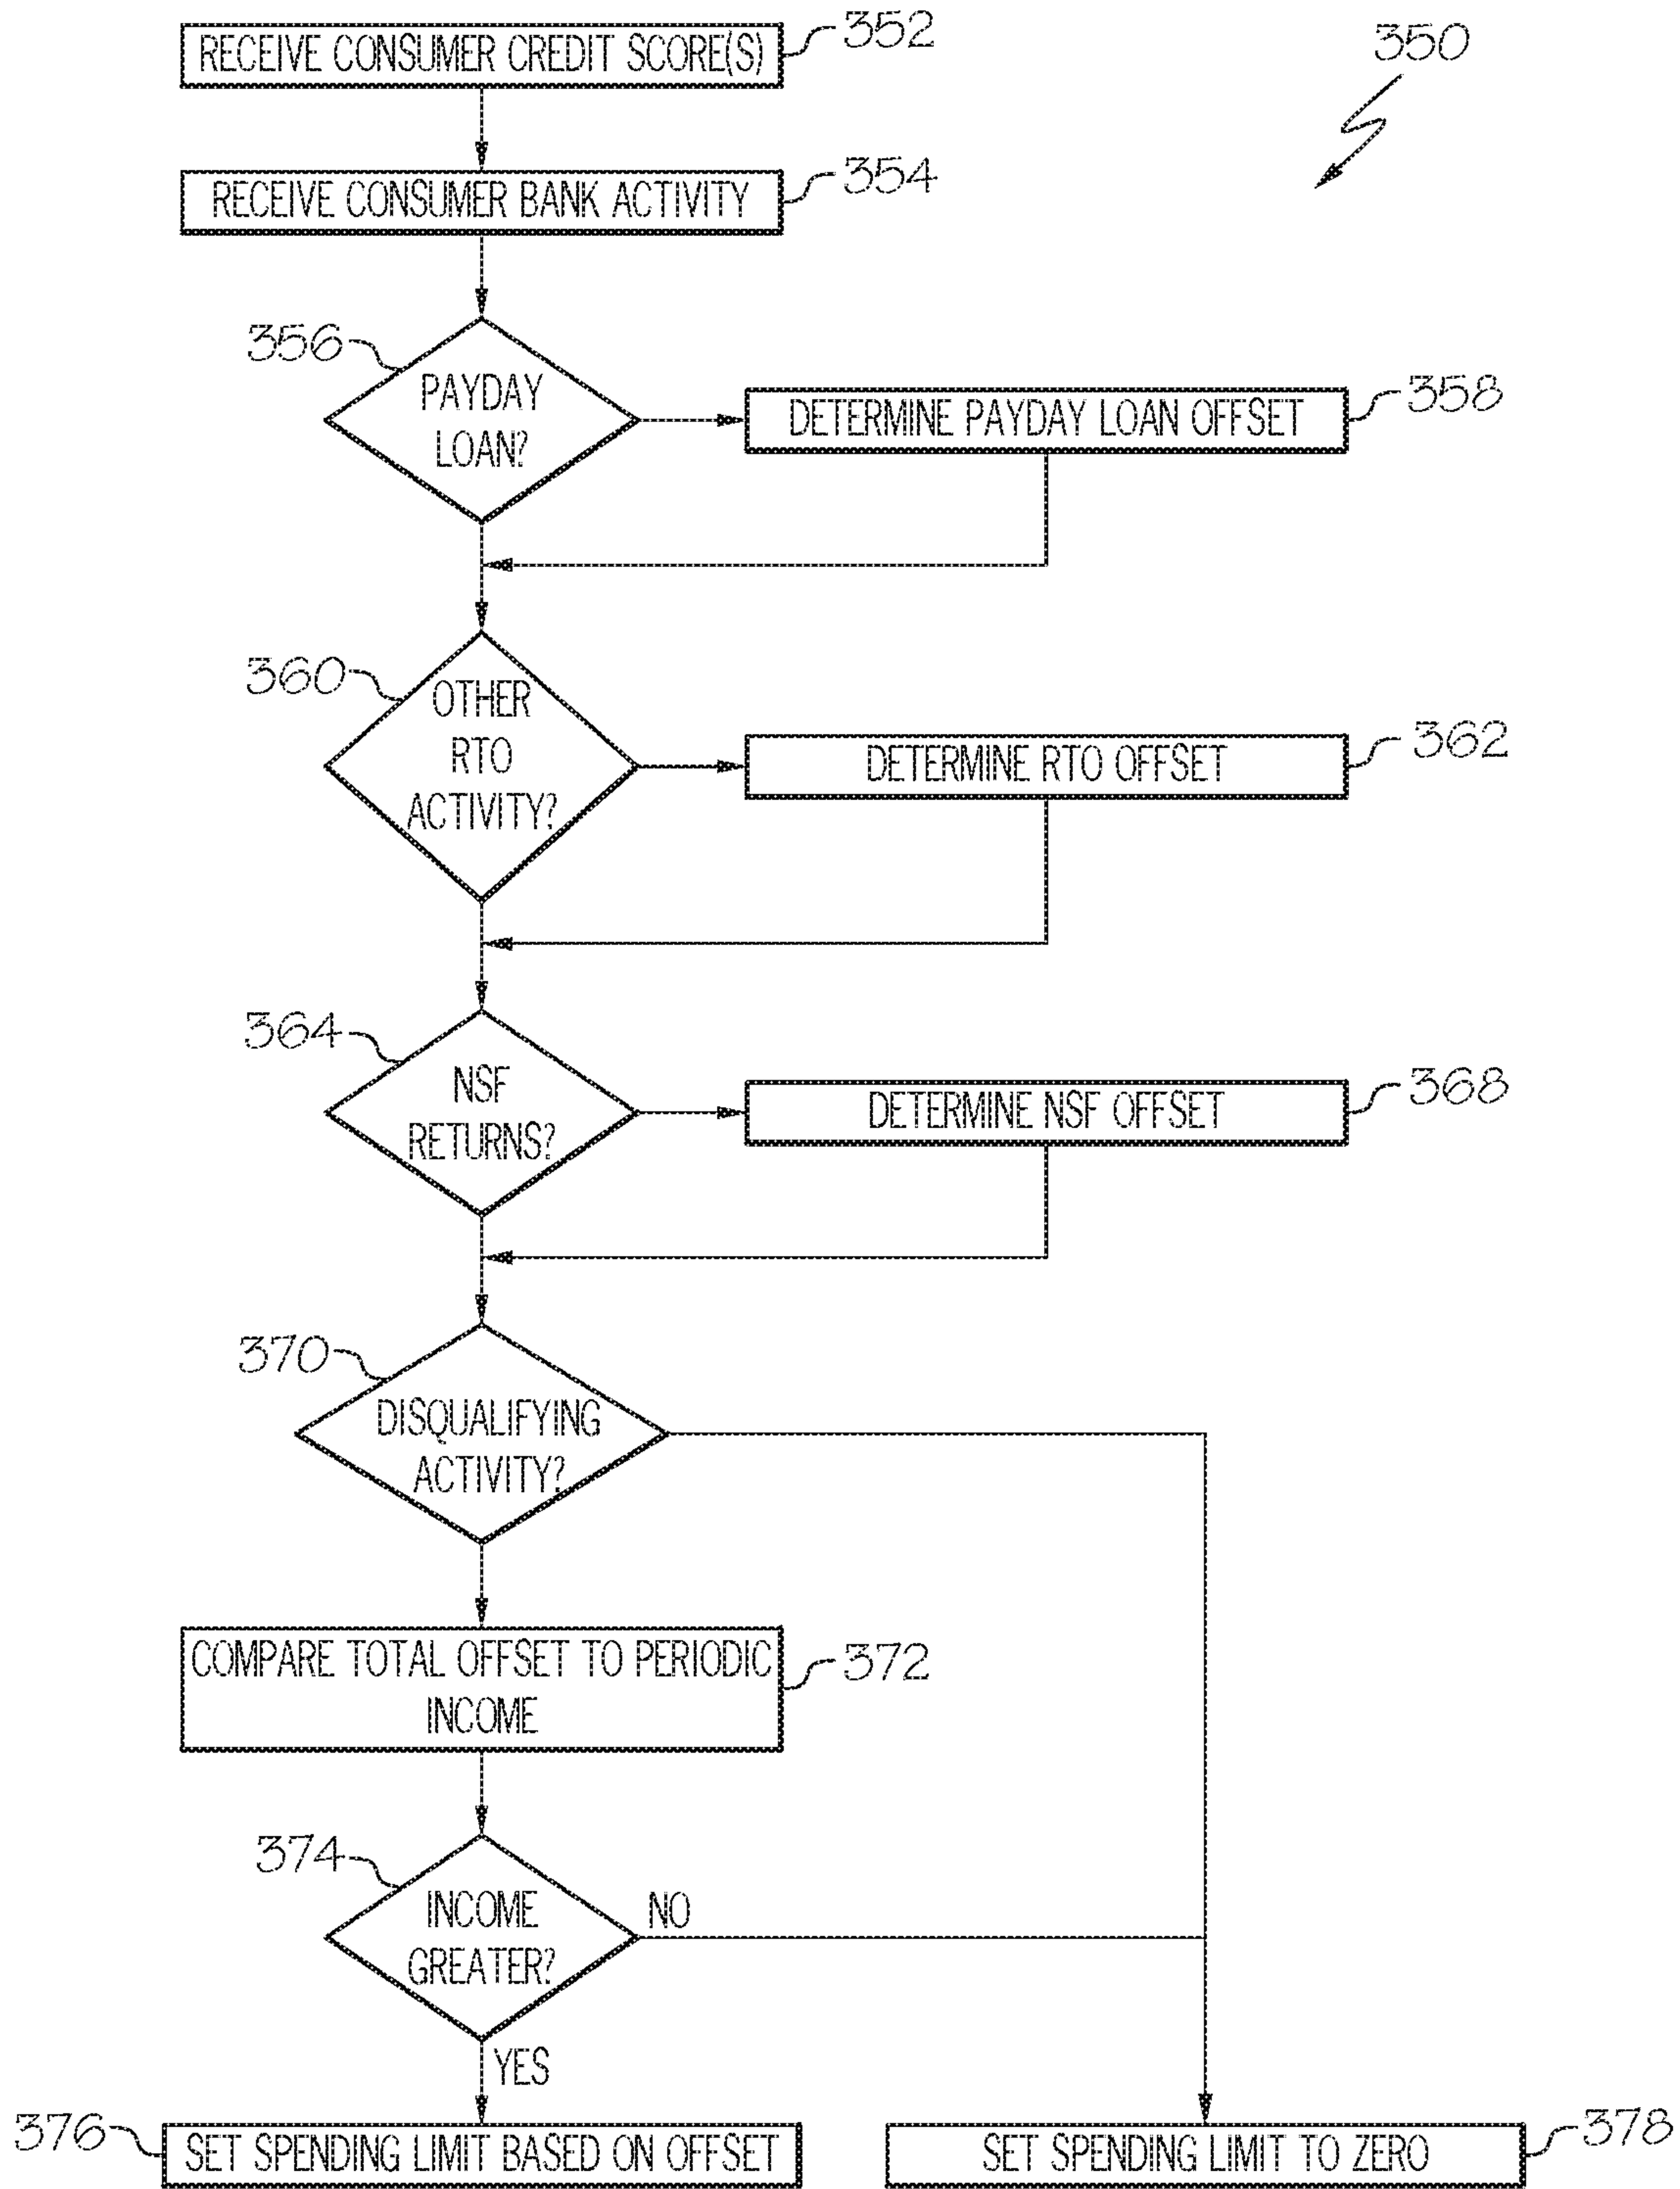 RECEIVE CONSUMER CREDIT SCORE(S)
352
350
RECEIVE CONSUMER BANK ACTIVITY
354
356
PAYDAY
LOAN?
DETERMINE PAYDAY LOAN OFFSET
358
360
OTHER
RTO
ACTIVITY?
DETERMINE RTO OFFSET
362
364
NSF
RETURNS?
DETERMINE NSF OFFSET
368
370
DISQUALIFYING
ACTIVITY?
COMPARE TOTAL OFFSET TO PERIODIC
INCOME
372
374
INCOME
GREATER?
NO
YES
376
SET SPENDING LIMIT BASED ON OFFSET
SET SPENDING LIMIT TO ZERO
378